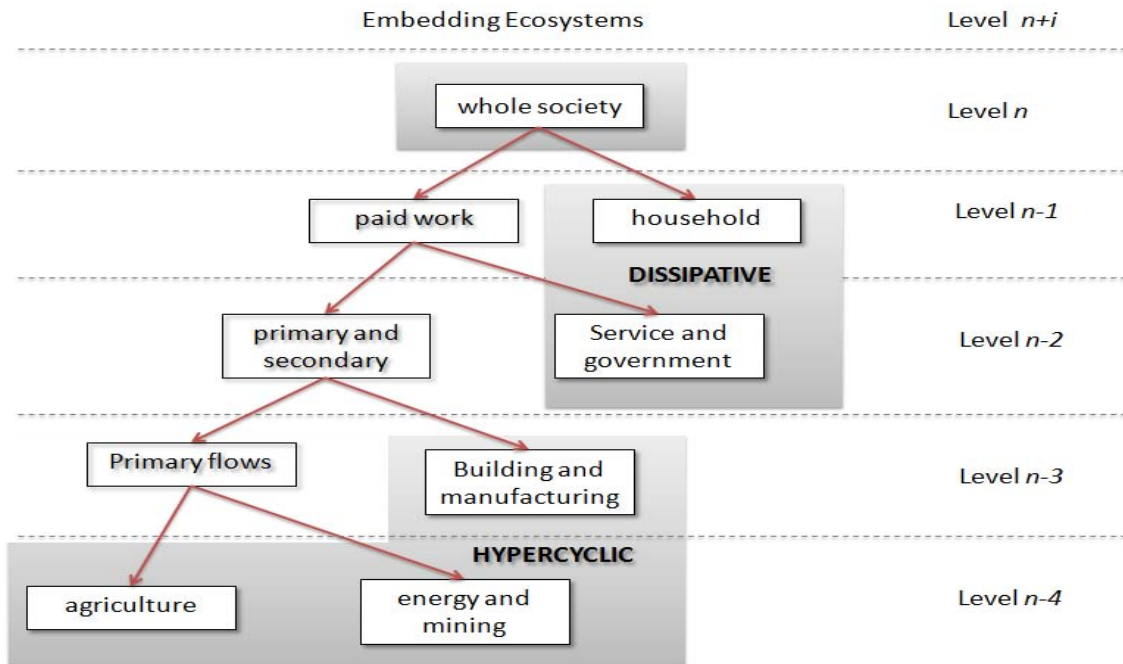 Embedding Ecosystems
Level n+i
whole society
Level n
paid work
household
Level n-1
DISSIPATIVE
primary and
secondary
Service and
government
Level n-2
Primary flows
Building and
manufacturing
Level n-3
HYPERCYCLIC
agriculture
energy and
mining
Level n-4